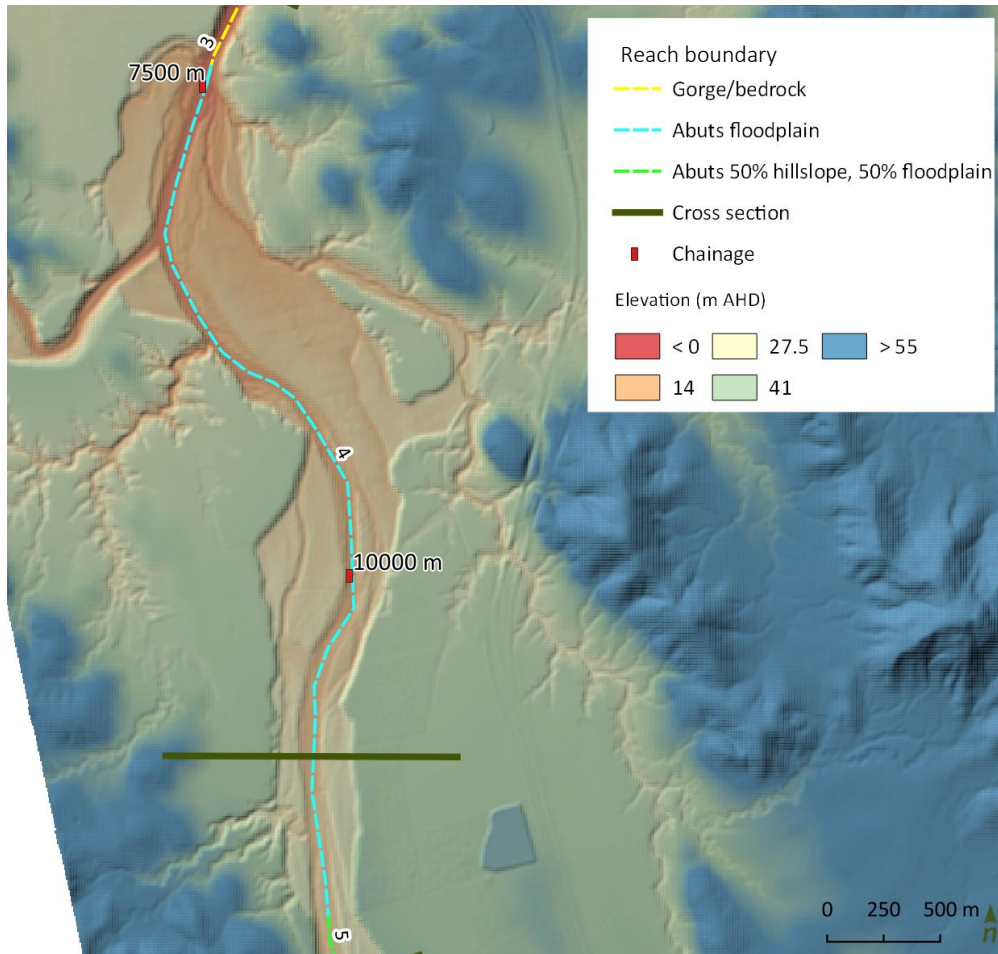 3
7500 m
4
10000 m
5
Reach boundary
Gorge/bedrock
Abuts floodplain
Abuts 50% hillslope, 50% floodplain
Cross section
Chainage
Elevation (m AHD)
< 0 27.5 > 55
14 41
0 250 500 m
n